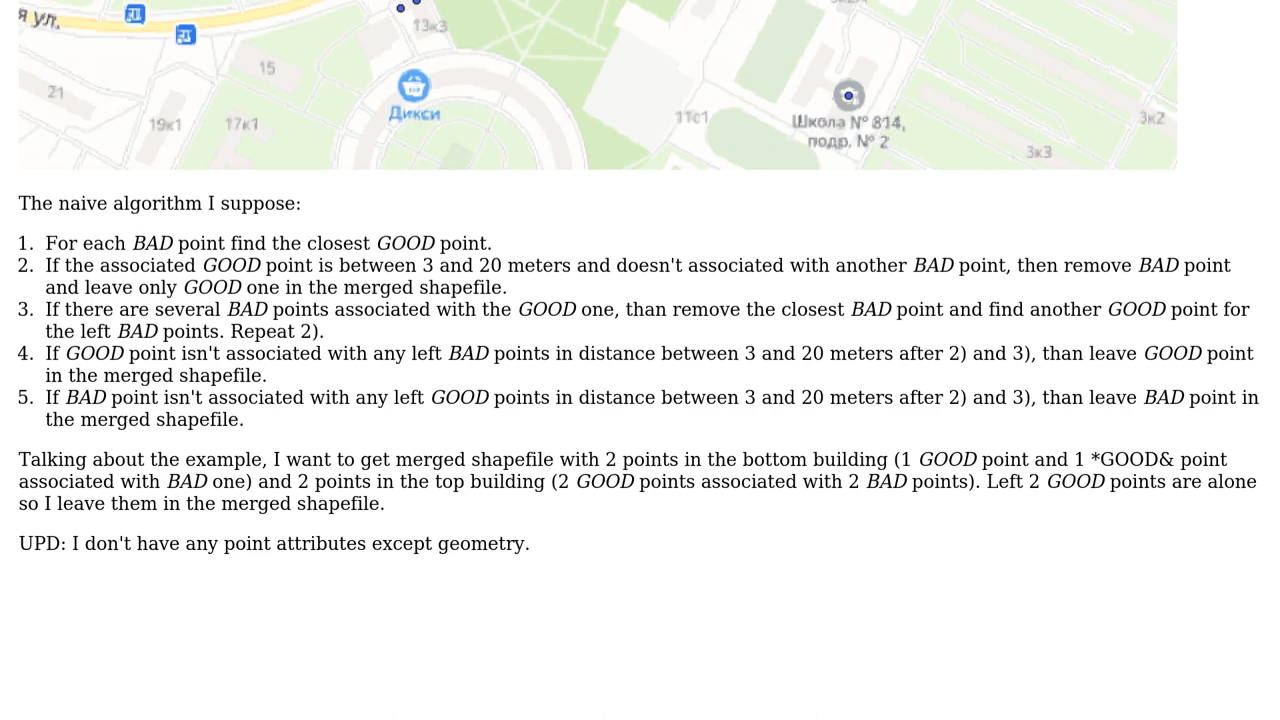 я ул.
13к3
15
21
Дикси
19к1
17к1
11с1
Школа № 814,
подр. № 2
3к2
3к3
The naive algorithm I suppose:
1. For each BAD point find the closest GOOD point.
2. If the associated GOOD point is between 3 and 20 meters and doesn't associated with another BAD point, then remove BAD point
and leave only GOOD one in the merged shapefile.
3. If there are several BAD points associated with the GOOD one, than remove the closest BAD point and find another GOOD point for
the left BAD points. Repeat 2).
4. If GOOD point isn't associated with any left BAD points in distance between 3 and 20 meters after 2) and 3), than leave GOOD point
in the merged shapefile.
5. If BAD point isn't associated with any left GOOD points in distance between 3 and 20 meters after 2) and 3), than leave BAD point in
the merged shapefile.
Talking about the example, I want to get merged shapefile with 2 points in the bottom building (1 GOOD point and 1 *GOOD& point
associated with BAD one) and 2 points in the top building (2 GOOD points associated with 2 BAD points). Left 2 GOOD points are alone
so I leave them in the merged shapefile.
UPD: I don't have any point attributes except geometry.